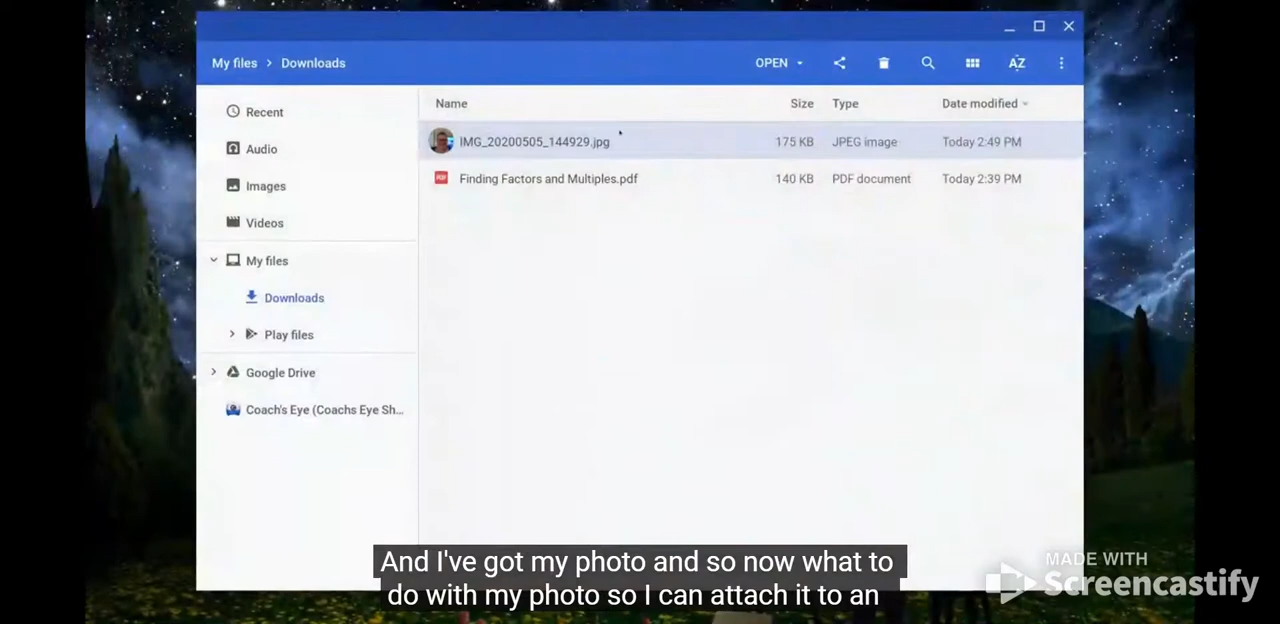 My files > Downloads
OPEN
AZ
Name Size Type Date modified
Recent
IMG_20200505_144929.jpg 175 KB JPEG image Today 2:49 PM
Audio
PDF Finding Factors and Multiples.pdf 140 KB PDF document Today 2:39 PM
Images
Videos
My files
Downloads
Play files
Google Drive
Coach's Eye (Coachs Eye Sh...
And I've got my photo and so now what to
do with my photo so I can attach it to an
MADE WITH
Screencastify